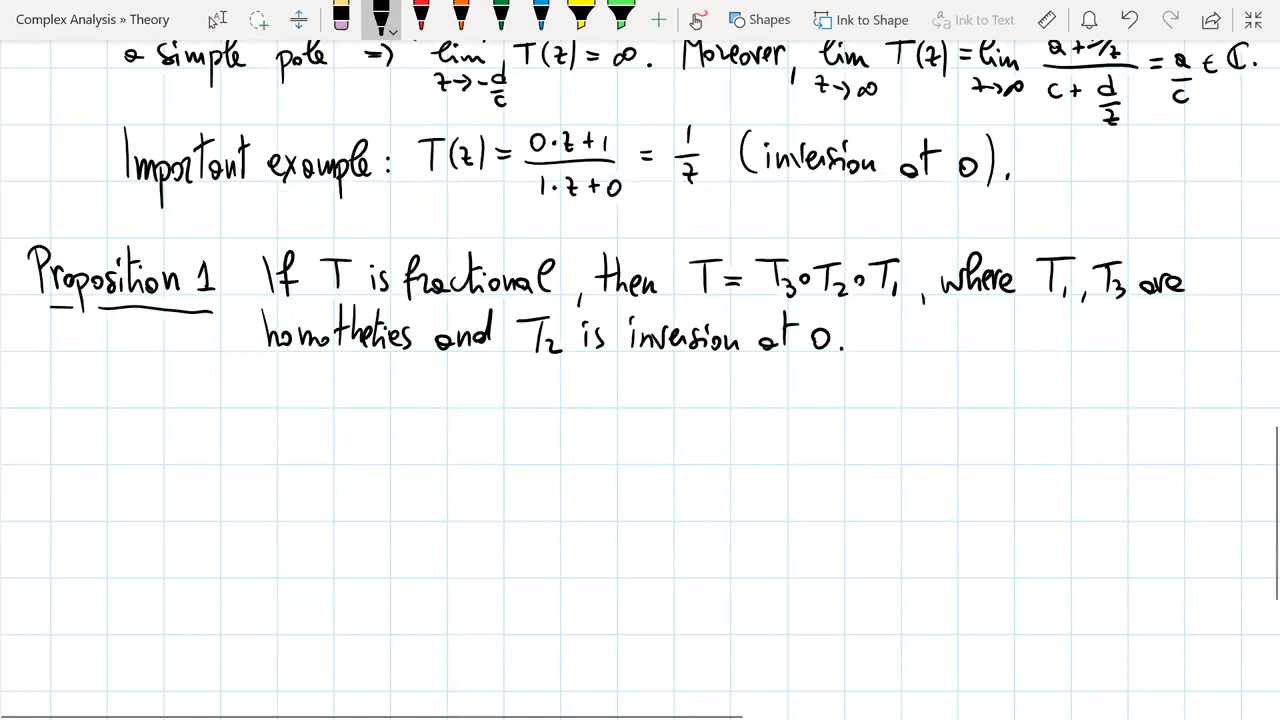 Complex Analysis » Theory Shapes Ink to Shape Ink to Text
a simple pole => lim z→-d/c T(z) = ∞. Moreover, lim z→∞ T(z) = lim z→∞ (a + b/z)/(c + d/z) = a/c ∈ ℂ.
Important example: T(z) = (0·z+1)/(1·z+0) = 1/z (inversion at 0).
Proposition 1 If T is fractional, then T = T₃∘T₂∘T₁, where T₁, T₃ are
homotheties and T₂ is inversion at 0.